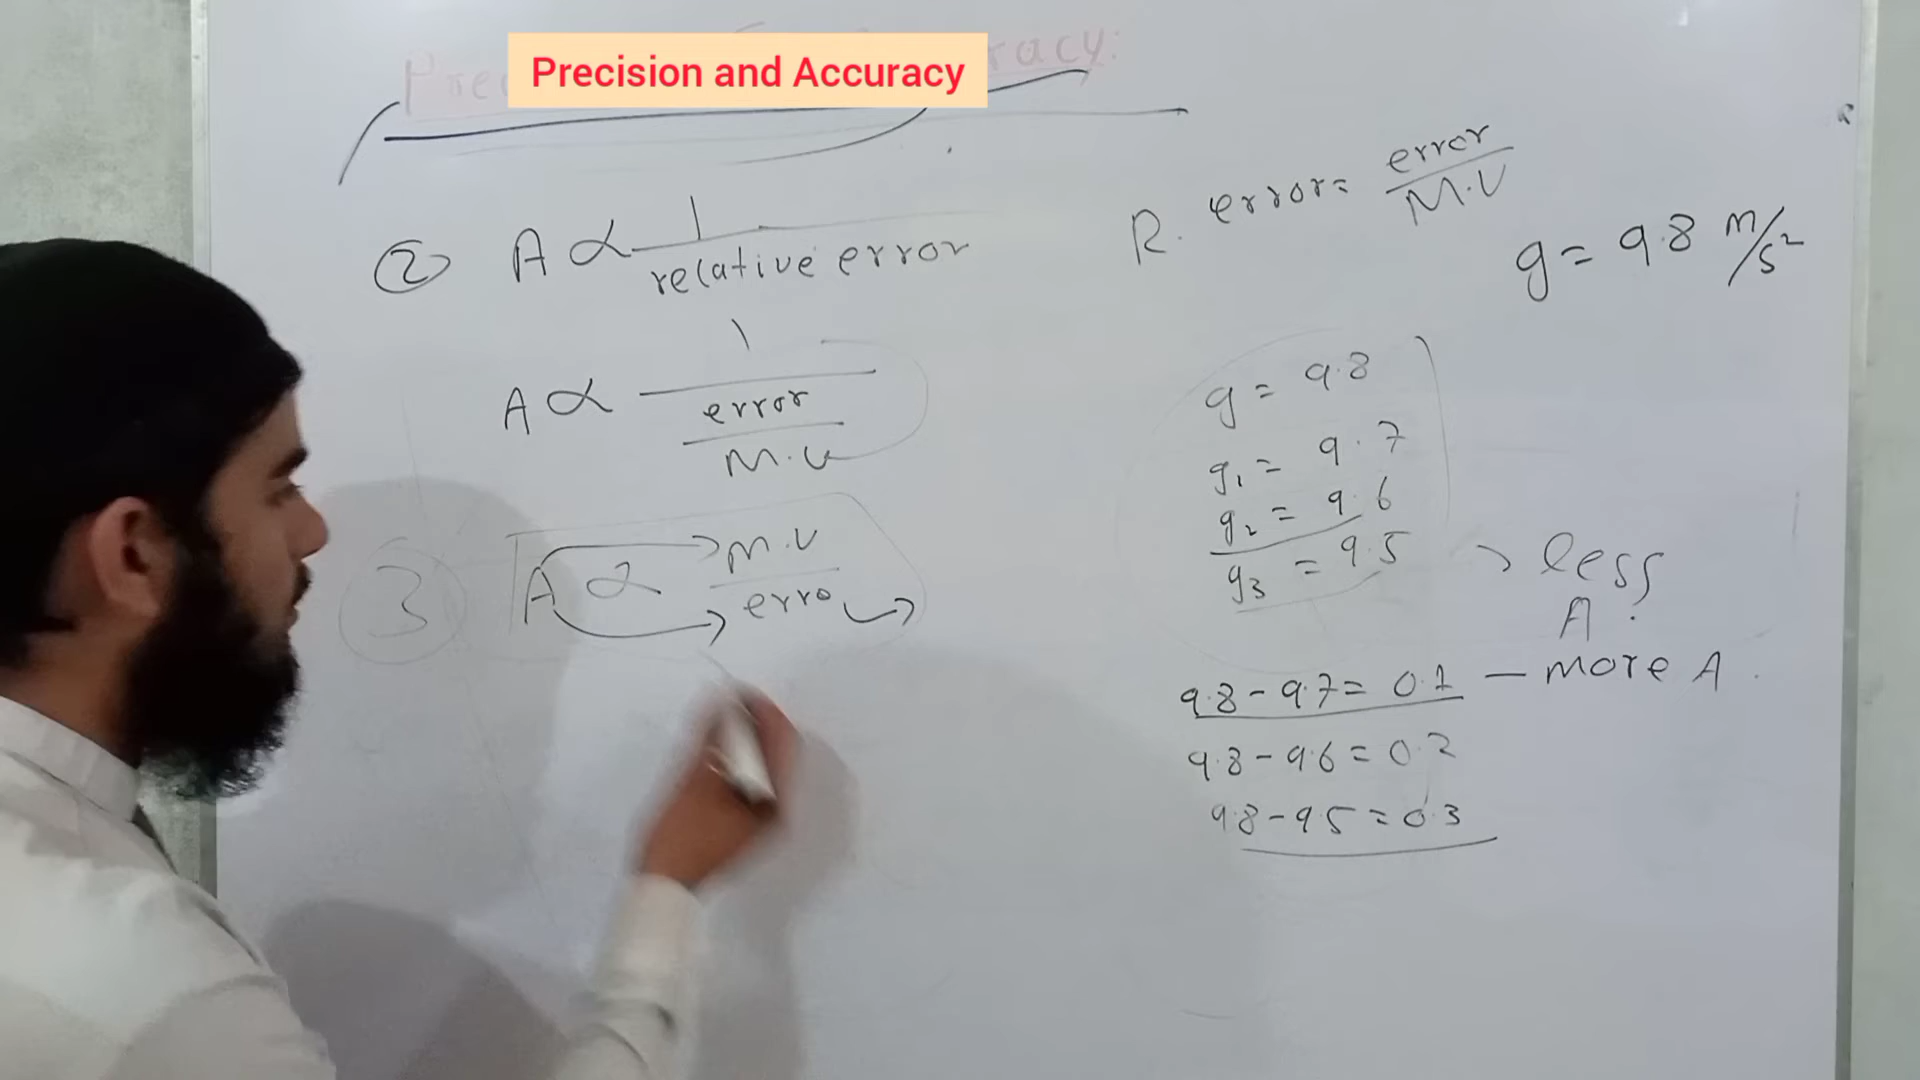 Precision and Accuracy
② A ∝ 1 / relative error
A ∝ 1 / (error / M.V)
③ A ∝ M.V / erro
R. error = error / M.V
g = 9.8 m/s²
g = 9.8
g₁ = 9.7
g₂ = 9.6
g₃ = 9.5 less A.
9.8 - 9.7 = 0.1 — more A.
9.8 - 9.6 = 0.2
9.8 - 9.5 = 0.3